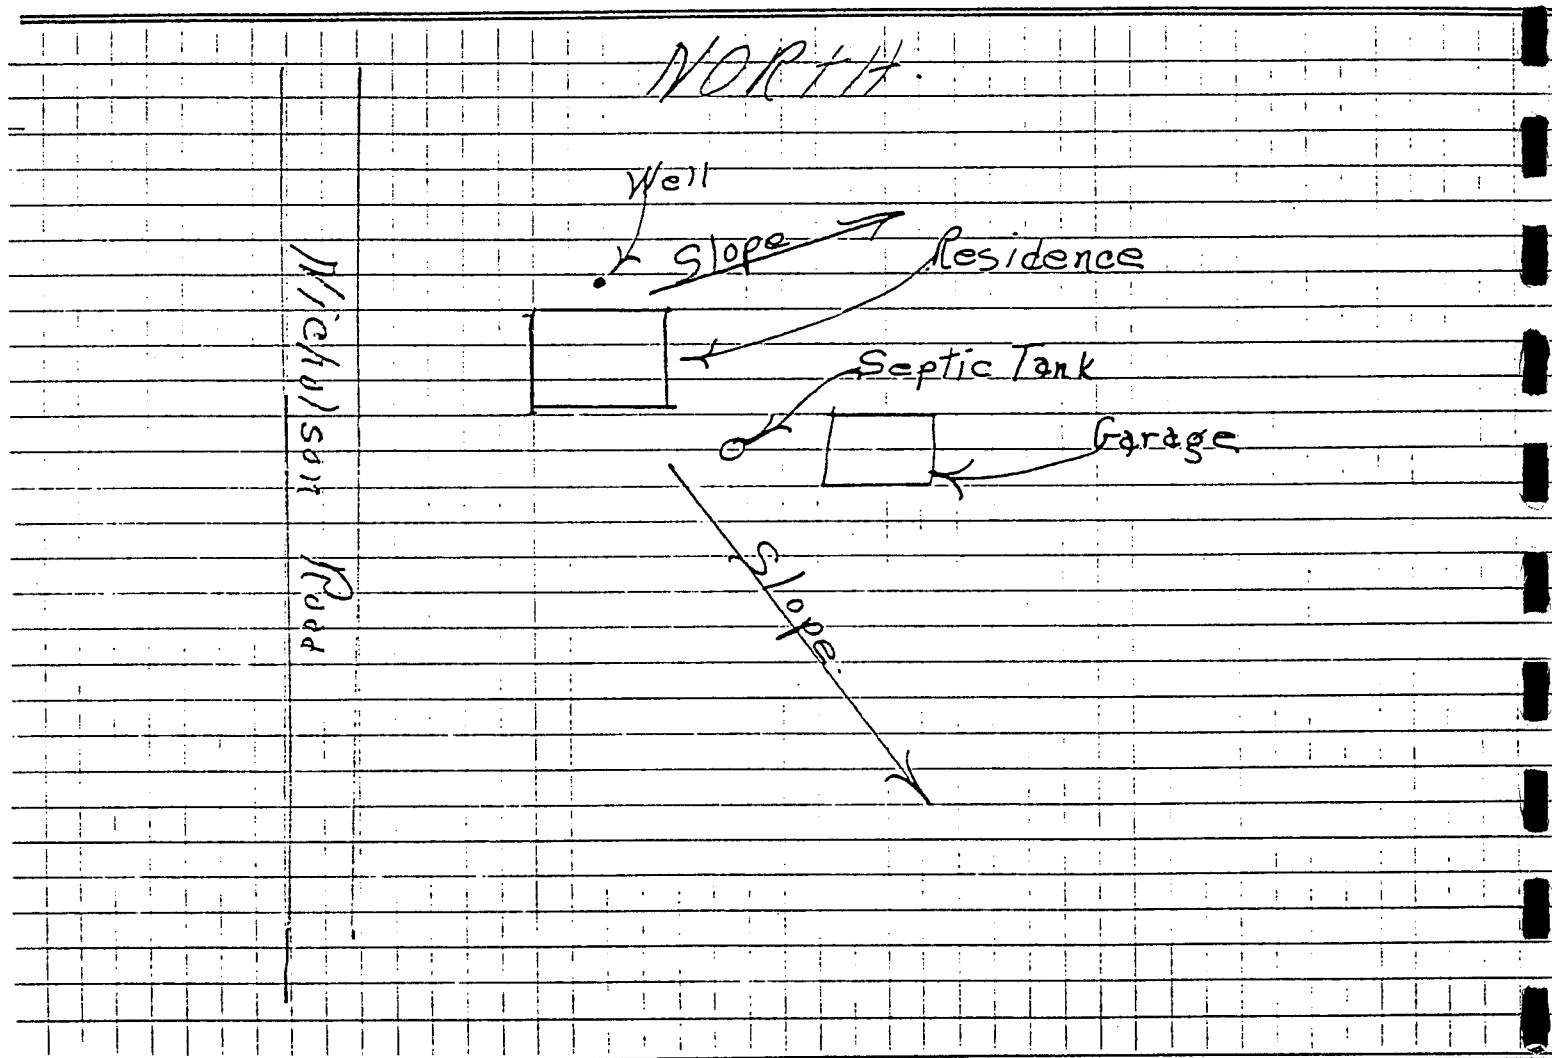 NORTH.
Well
Slope
Residence
Septic Tank
Garage
Nicholson Road
Slope.